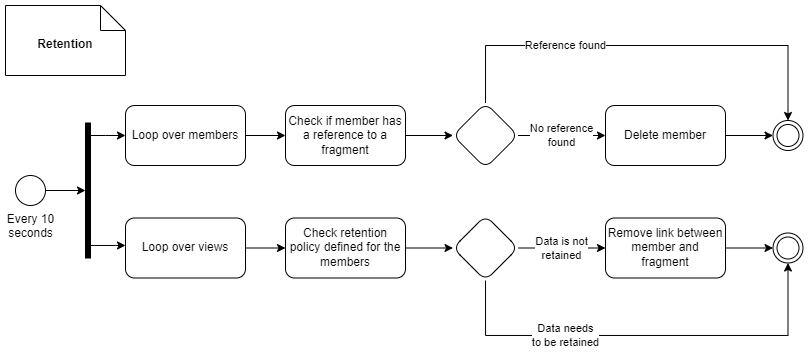 Retention
Reference found
Loop over members
Check if member has
a reference to a
fragment
No reference
found
Delete member
Every 10
seconds
Loop over views
Check retention
policy defined for the
members
Data is not
retained
Remove link between
member and
fragment
Data needs
to be retained